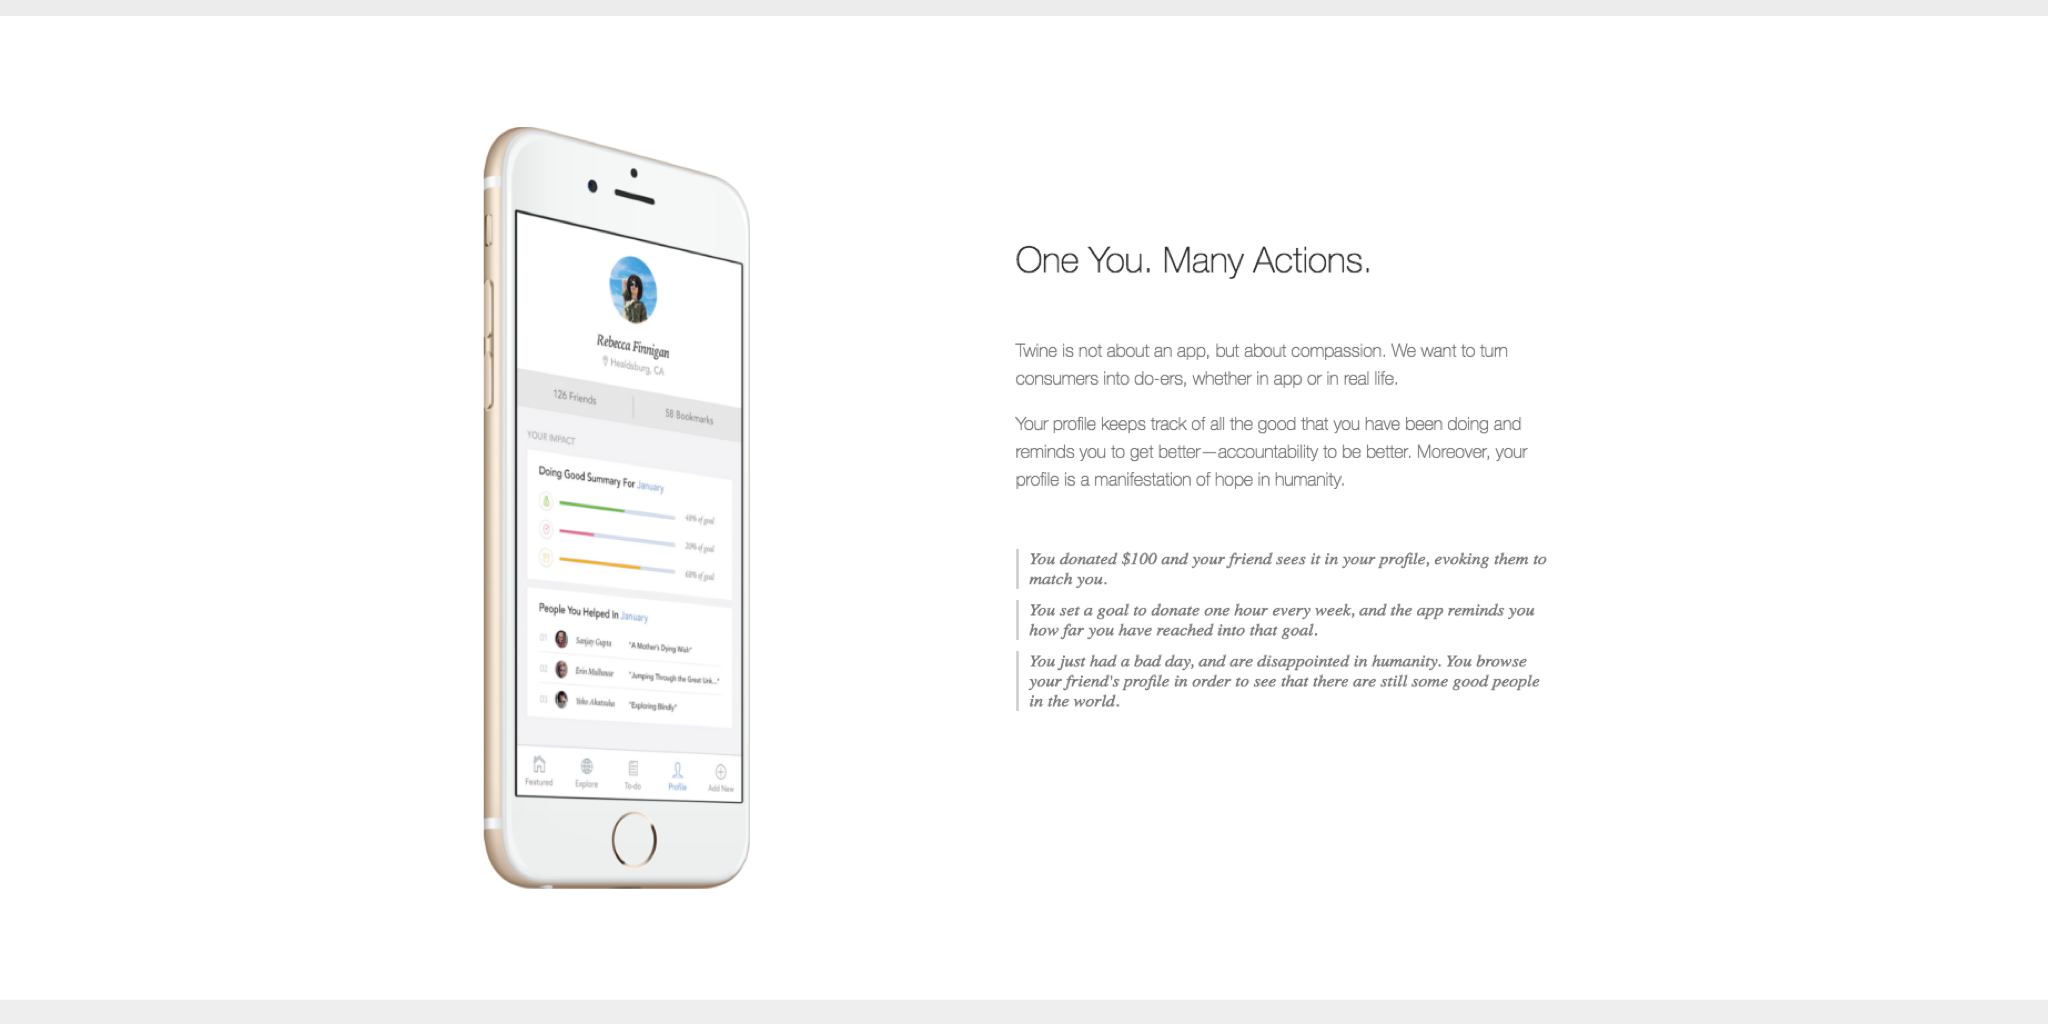 Rebecca Finnigan
Healdsburg, CA
126 Friends
58 Bookmarks
YOUR IMPACT
Doing Good Summary For January
48% of goal
20% of goal
68% of goal
People You Helped In January
01 Sanjay Gupta "A Mother's Dying Wish"
02 Erin Mulhouse "Jumping Through the Great Unk..."
03 Yoko Akatsuka "Exploring Blindly"
Featured
Explore
To-do
Profile
Add New
One You. Many Actions.
Twine is not about an app, but about compassion. We want to turn
consumers into do-ers, whether in app or in real life.
Your profile keeps track of all the good that you have been doing and
reminds you to get better—accountability to be better. Moreover, your
profile is a manifestation of hope in humanity.
You donated $100 and your friend sees it in your profile, evoking them to
match you.
You set a goal to donate one hour every week, and the app reminds you
how far you have reached into that goal.
You just had a bad day, and are disappointed in humanity. You browse
your friend's profile in order to see that there are still some good people
in the world.